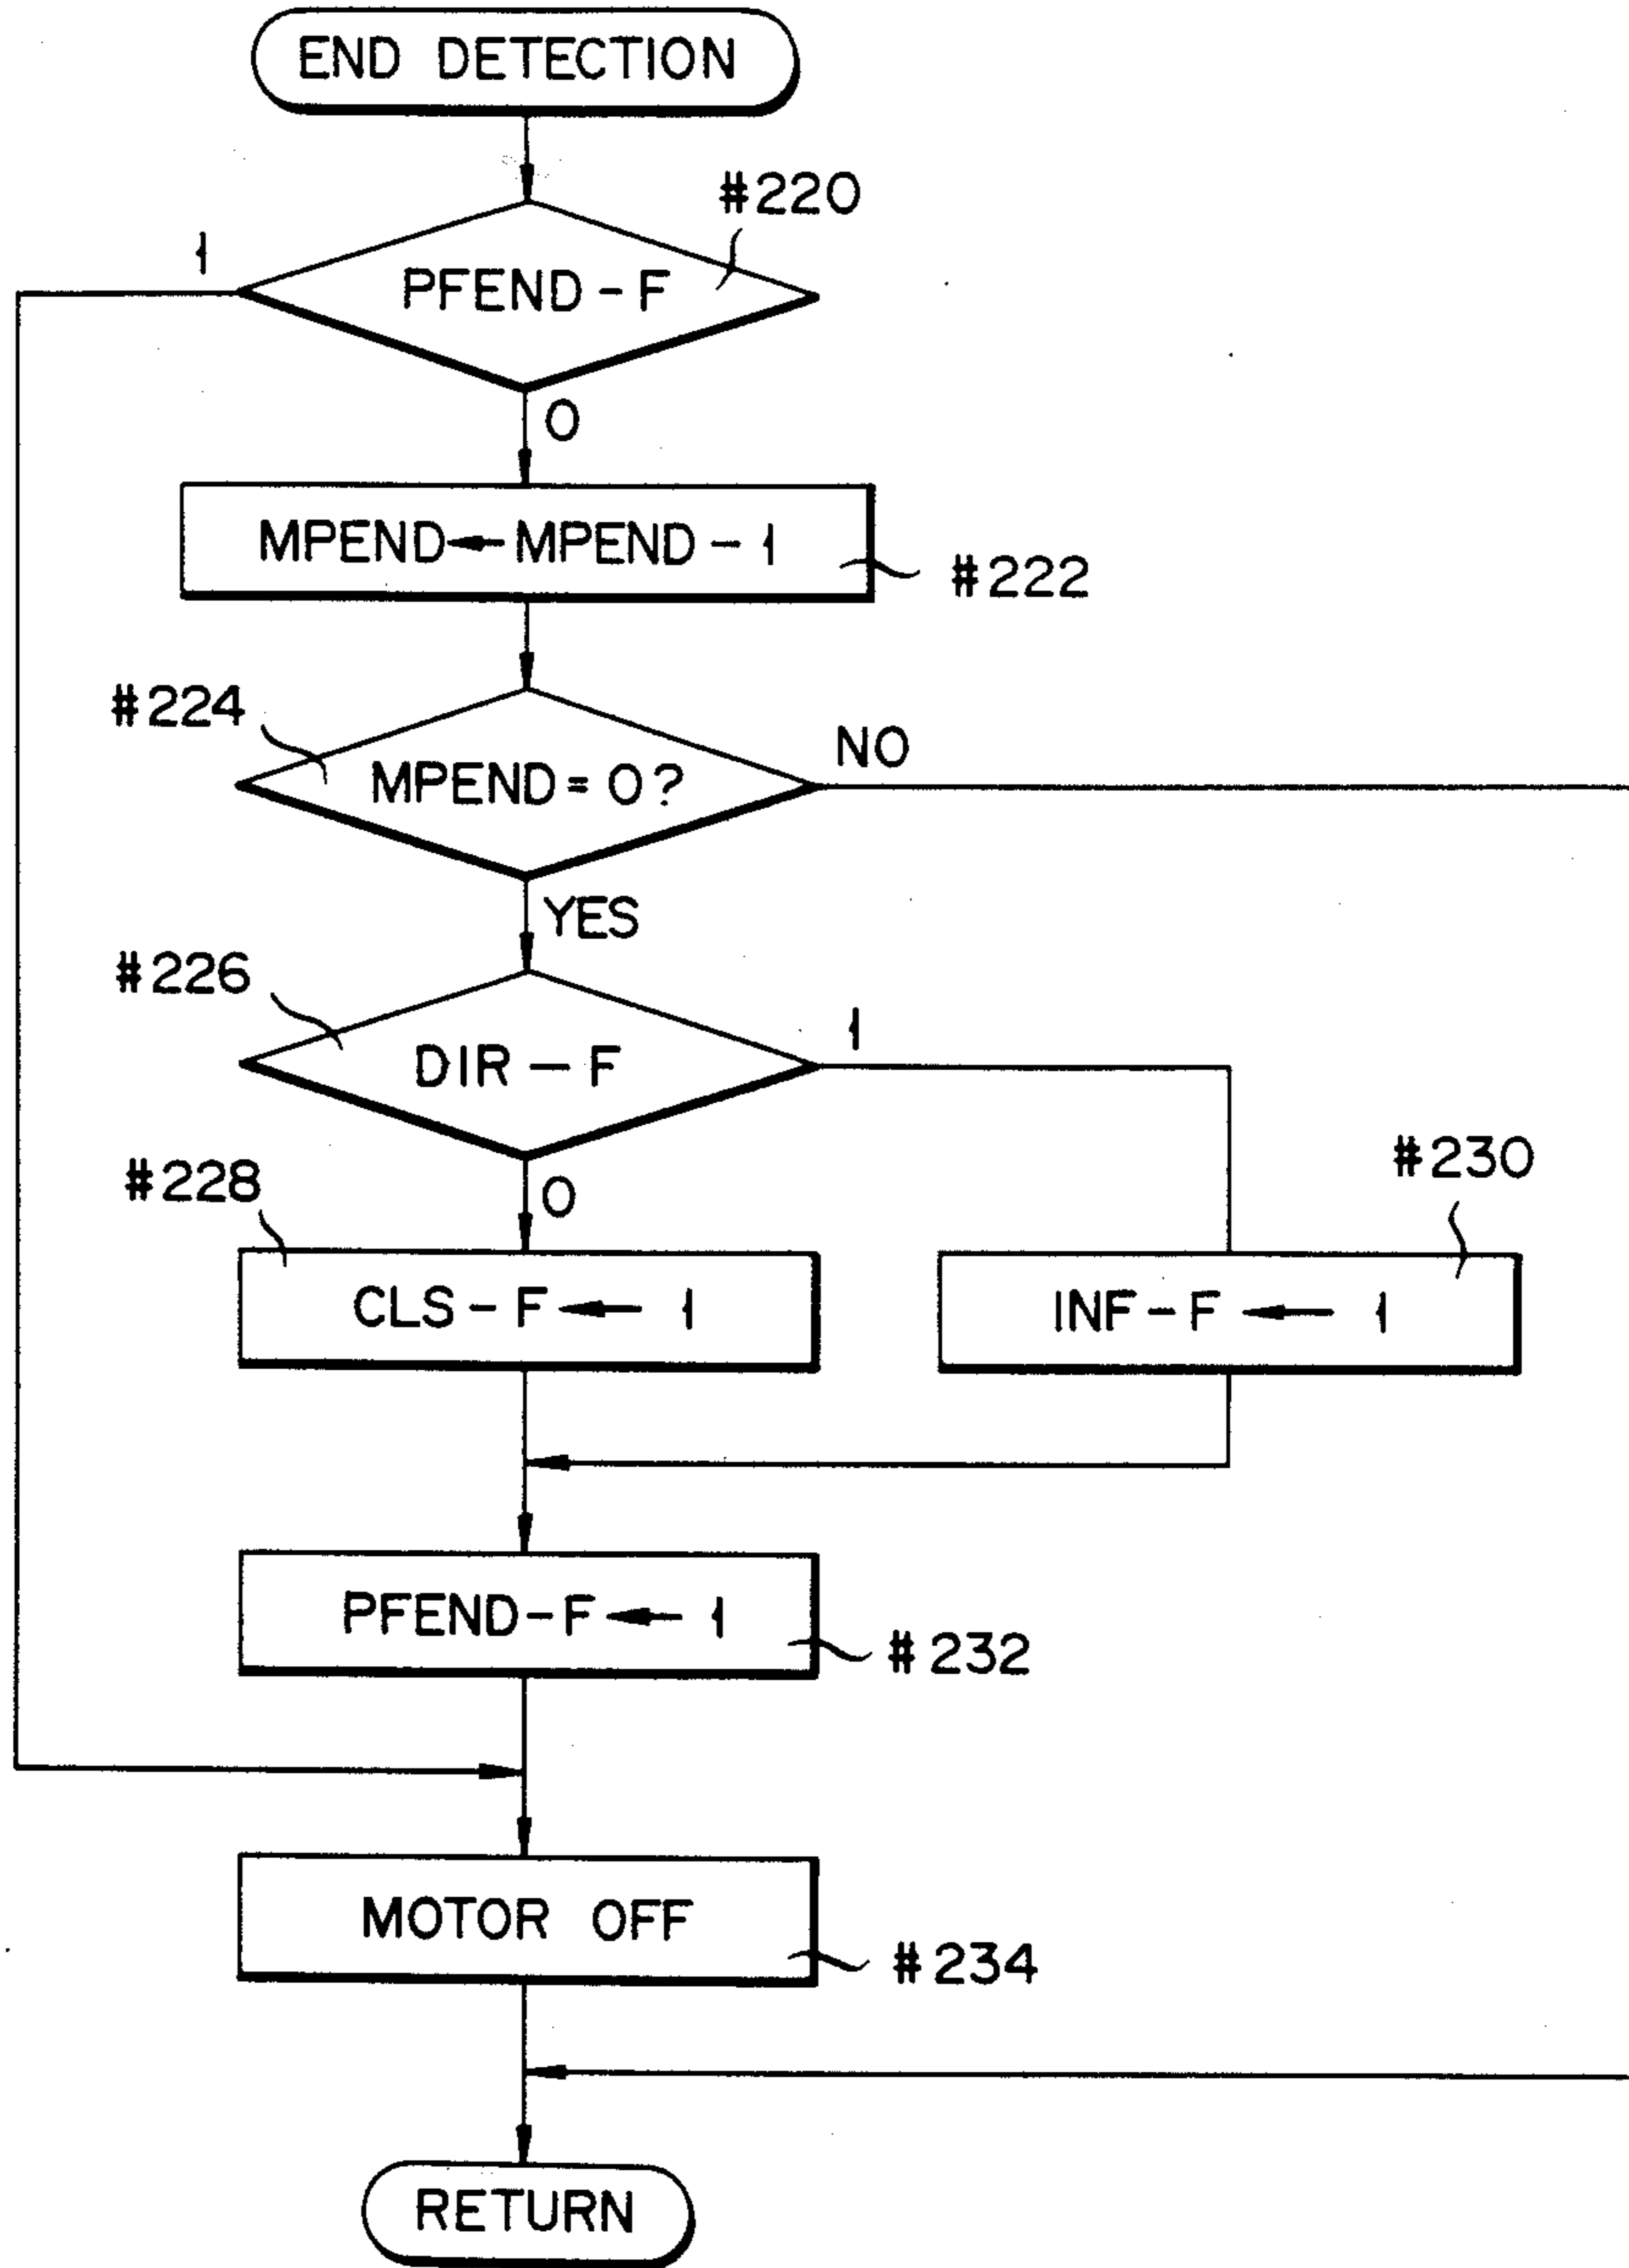 END DETECTION
#220
1
PFEND-F
0
MPEND←MPEND-1
#222
#224
NO
MPEND=0?
YES
#226
1
DIR-F
#228
0
#230
CLS-F← 1
INF-F← 1
PFEND-F← 1
#232
MOTOR OFF
#234
RETURN